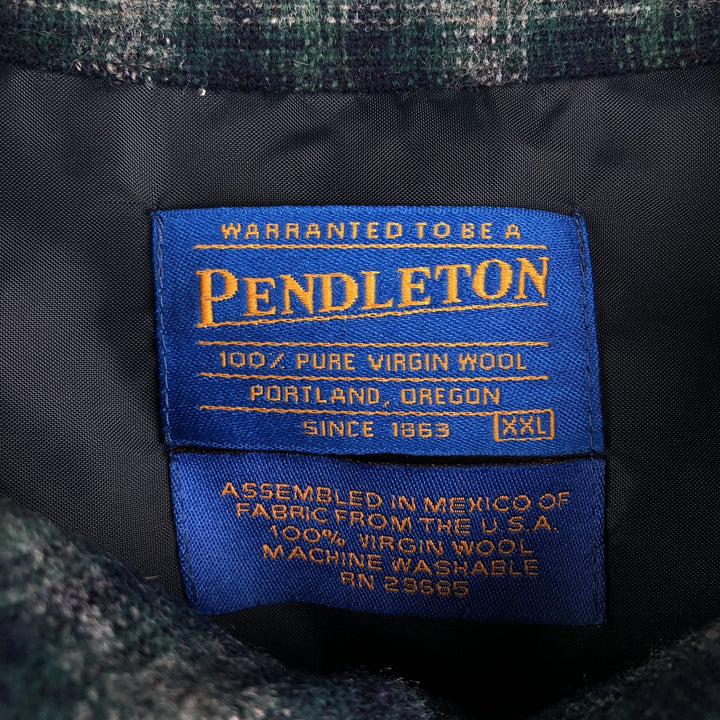 WARRANTED TO BE A
PENDLETON
100% PURE VIRGIN WOOL
PORTLAND, OREGON
SINCE 1863 XXL
ASSEMBLED IN MEXICO OF
FABRIC FROM THE U.S.A.
100% VIRGIN WOOL
MACHINE WASHABLE
RN 29685